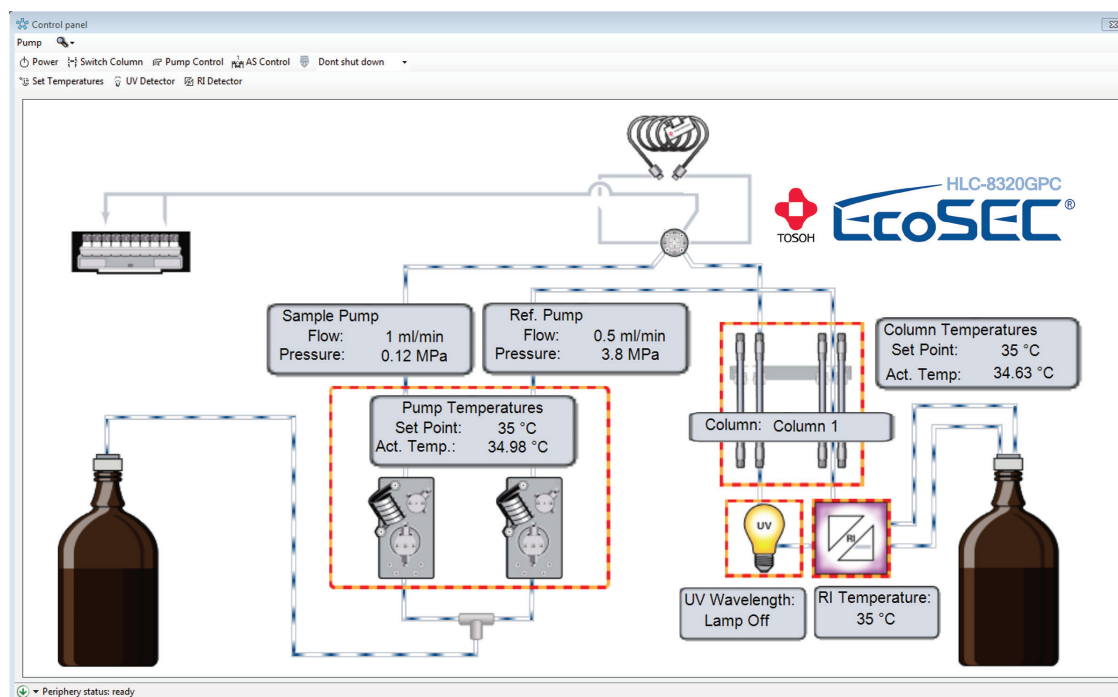 Control panel
Pump
Power Switch Column Pump Control AS Control Dont shut down
Set Temperatures UV Detector RI Detector
HLC-8320GPC
TOSOH EcoSEC®
Sample Pump
Flow: 1 ml/min
Pressure: 0.12 MPa
Ref. Pump
Flow: 0.5 ml/min
Pressure: 3.8 MPa
Column Temperatures
Set Point: 35 °C
Act. Temp: 34.63 °C
Pump Temperatures
Set Point: 35 °C
Act. Temp.: 34.98 °C
Column: Column 1
UV
RI
UV Wavelength:
Lamp Off
RI Temperature:
35 °C
Periphery status: ready